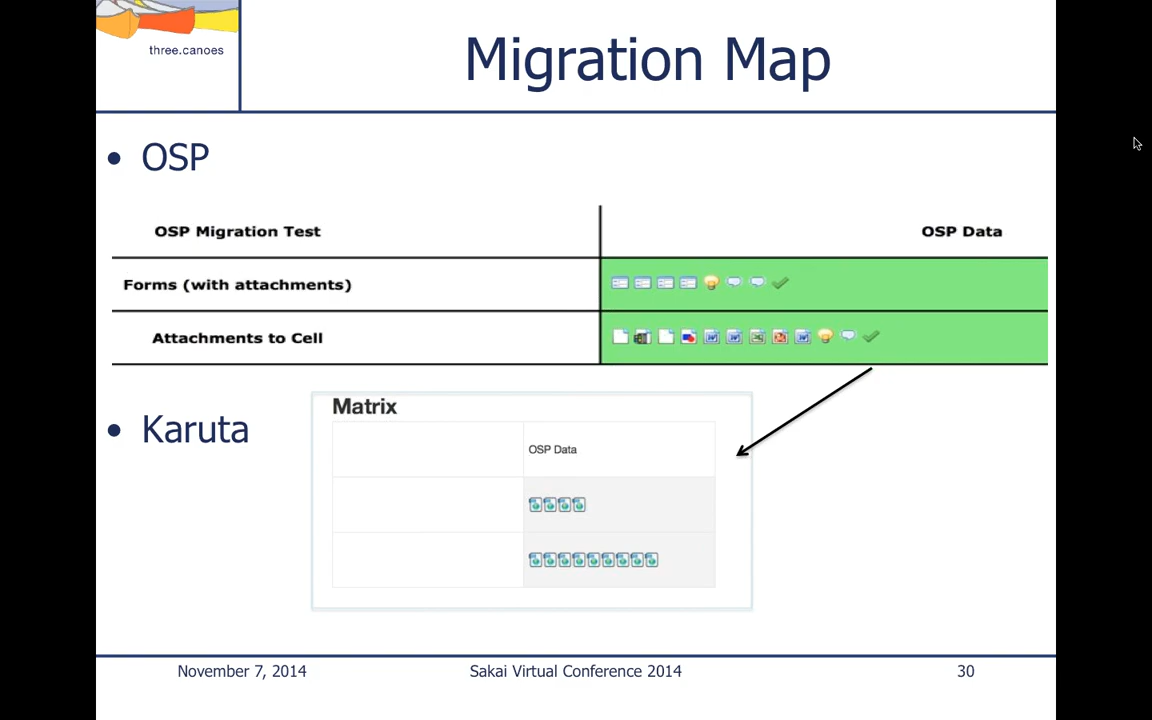 three.canoes
Migration Map
• OSP
OSP Migration Test
OSP Data
Forms (with attachments)
Attachments to Cell
• Karuta
Matrix
OSP Data
November 7, 2014
Sakai Virtual Conference 2014
30